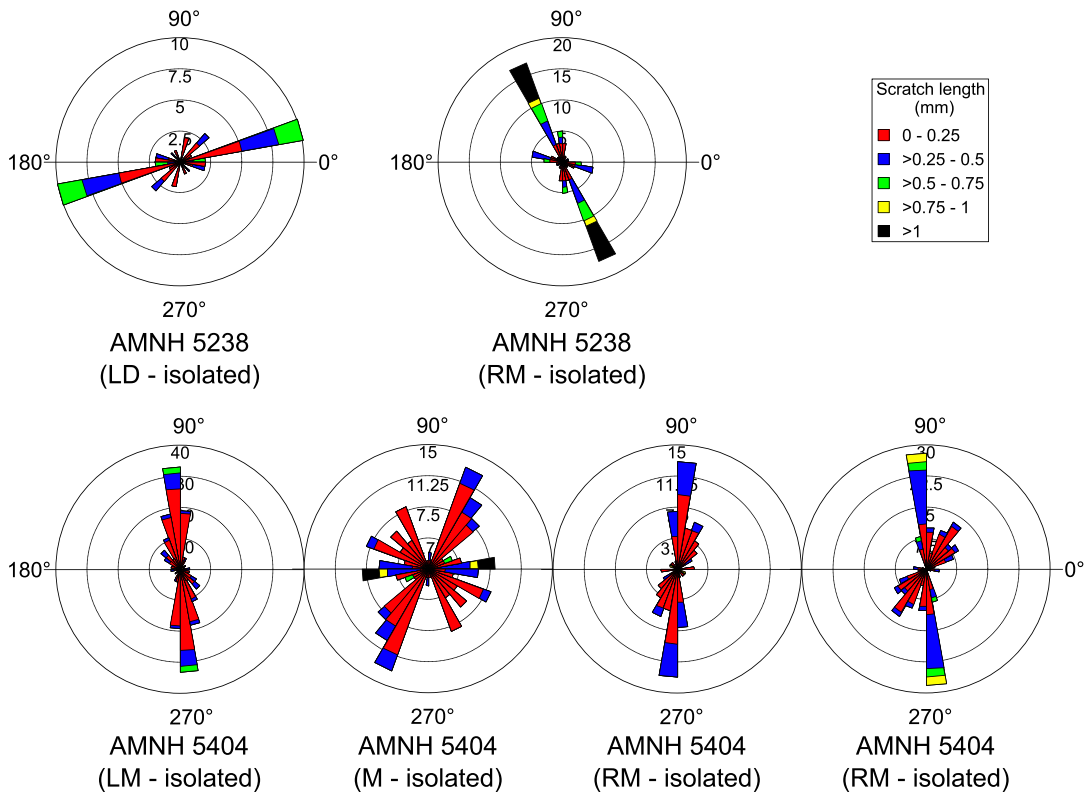 90°
10
7.5
5
180°
0°
270°
AMNH 5238
(LD - isolated)
90°
20
15
10
180°
0°
270°
AMNH 5238
(RM - isolated)
Scratch length
(mm)
0 - 0.25
>0.25 - 0.5
>0.5 - 0.75
>0.75 - 1
>1
90°
40
180°
270°
AMNH 5404
(LM - isolated)
90°
15
11.25
7.5
270°
AMNH 5404
(M - isolated)
90°
15
270°
AMNH 5404
(RM - isolated)
90°
0°
270°
AMNH 5404
(RM - isolated)